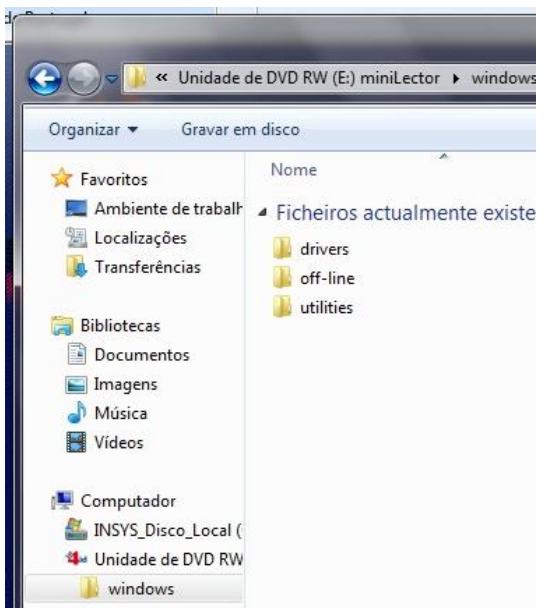 « Unidade de DVD RW (E:) miniLector ▸ windows
Organizar ▾ Gravar em disco
Favoritos
Ambiente de trabalh
Localizações
Transferências
Bibliotecas
Documentos
Imagens
Música
Vídeos
Computador
INSYS_Disco_Local (
Unidade de DVD RW
windows
Nome
Ficheiros actualmente existe
drivers
off-line
utilities